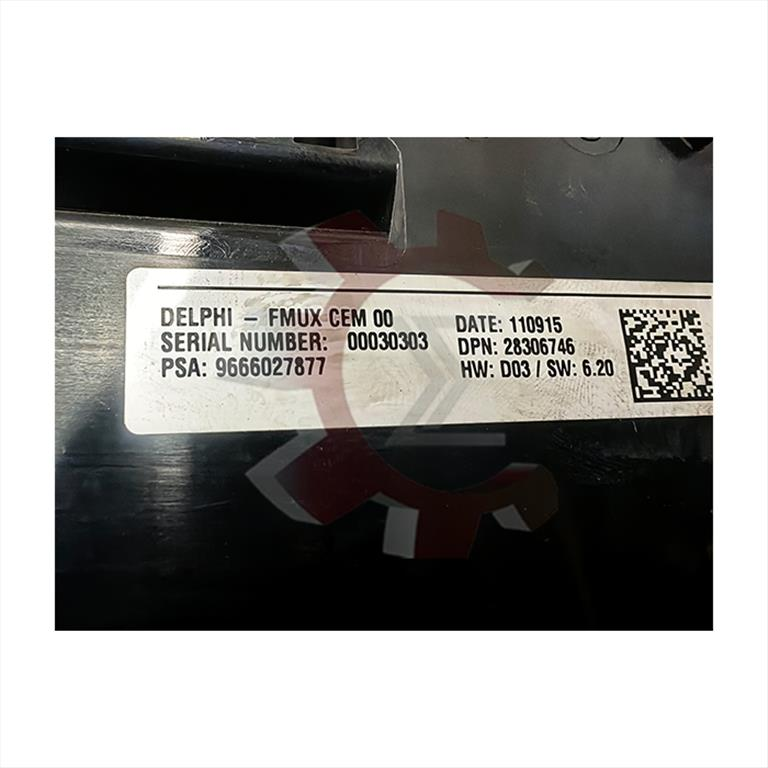 DELPHI – FMUX CEM 00
SERIAL NUMBER: 00030303
PSA: 9666027877
DATE: 110915
DPN: 28306746
HW: D03 / SW: 6.20